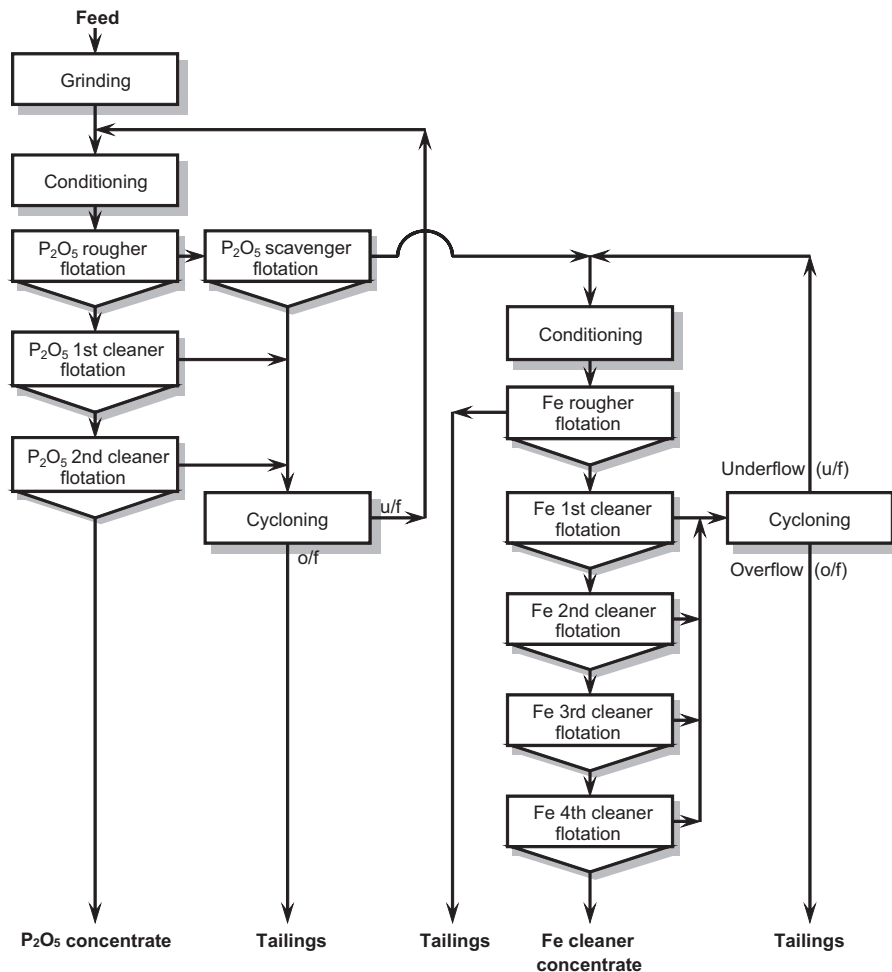 Feed
Grinding
Conditioning
P₂O₅ rougher
flotation
P₂O₅ scavenger
flotation
P₂O₅ 1st cleaner
flotation
P₂O₅ 2nd cleaner
flotation
Cycloning
u/f
o/f
Conditioning
Fe rougher
flotation
Fe 1st cleaner
flotation
Fe 2nd cleaner
flotation
Fe 3rd cleaner
flotation
Fe 4th cleaner
flotation
Underflow (u/f)
Cycloning
Overflow (o/f)
P₂O₅ concentrate
Tailings
Tailings
Fe cleaner
concentrate
Tailings